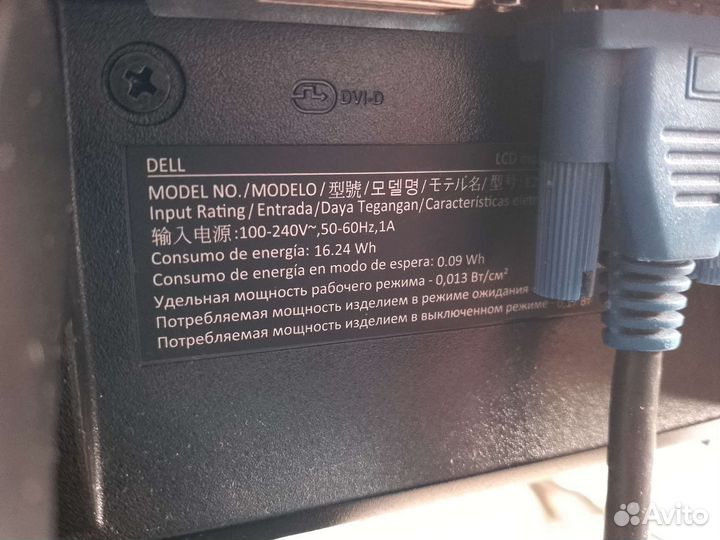 DVI-D
DELL
LCD
MODEL NO./MODELO/型號/모델명/モデル名/型号:
Input Rating/Entrada/Daya Tegangan/Características
输入电源:100-240V~,50-60Hz,1A
Consumo de energía: 16.24 Wh
Consumo de energía en modo de espera: 0.09 Wh
Удельная мощность рабочего режима - 0,013 Вт/см²
Потребляемая мощность изделием в режиме ожидания
Потребляемая мощность изделием в выключенном режиме Вт
Avito